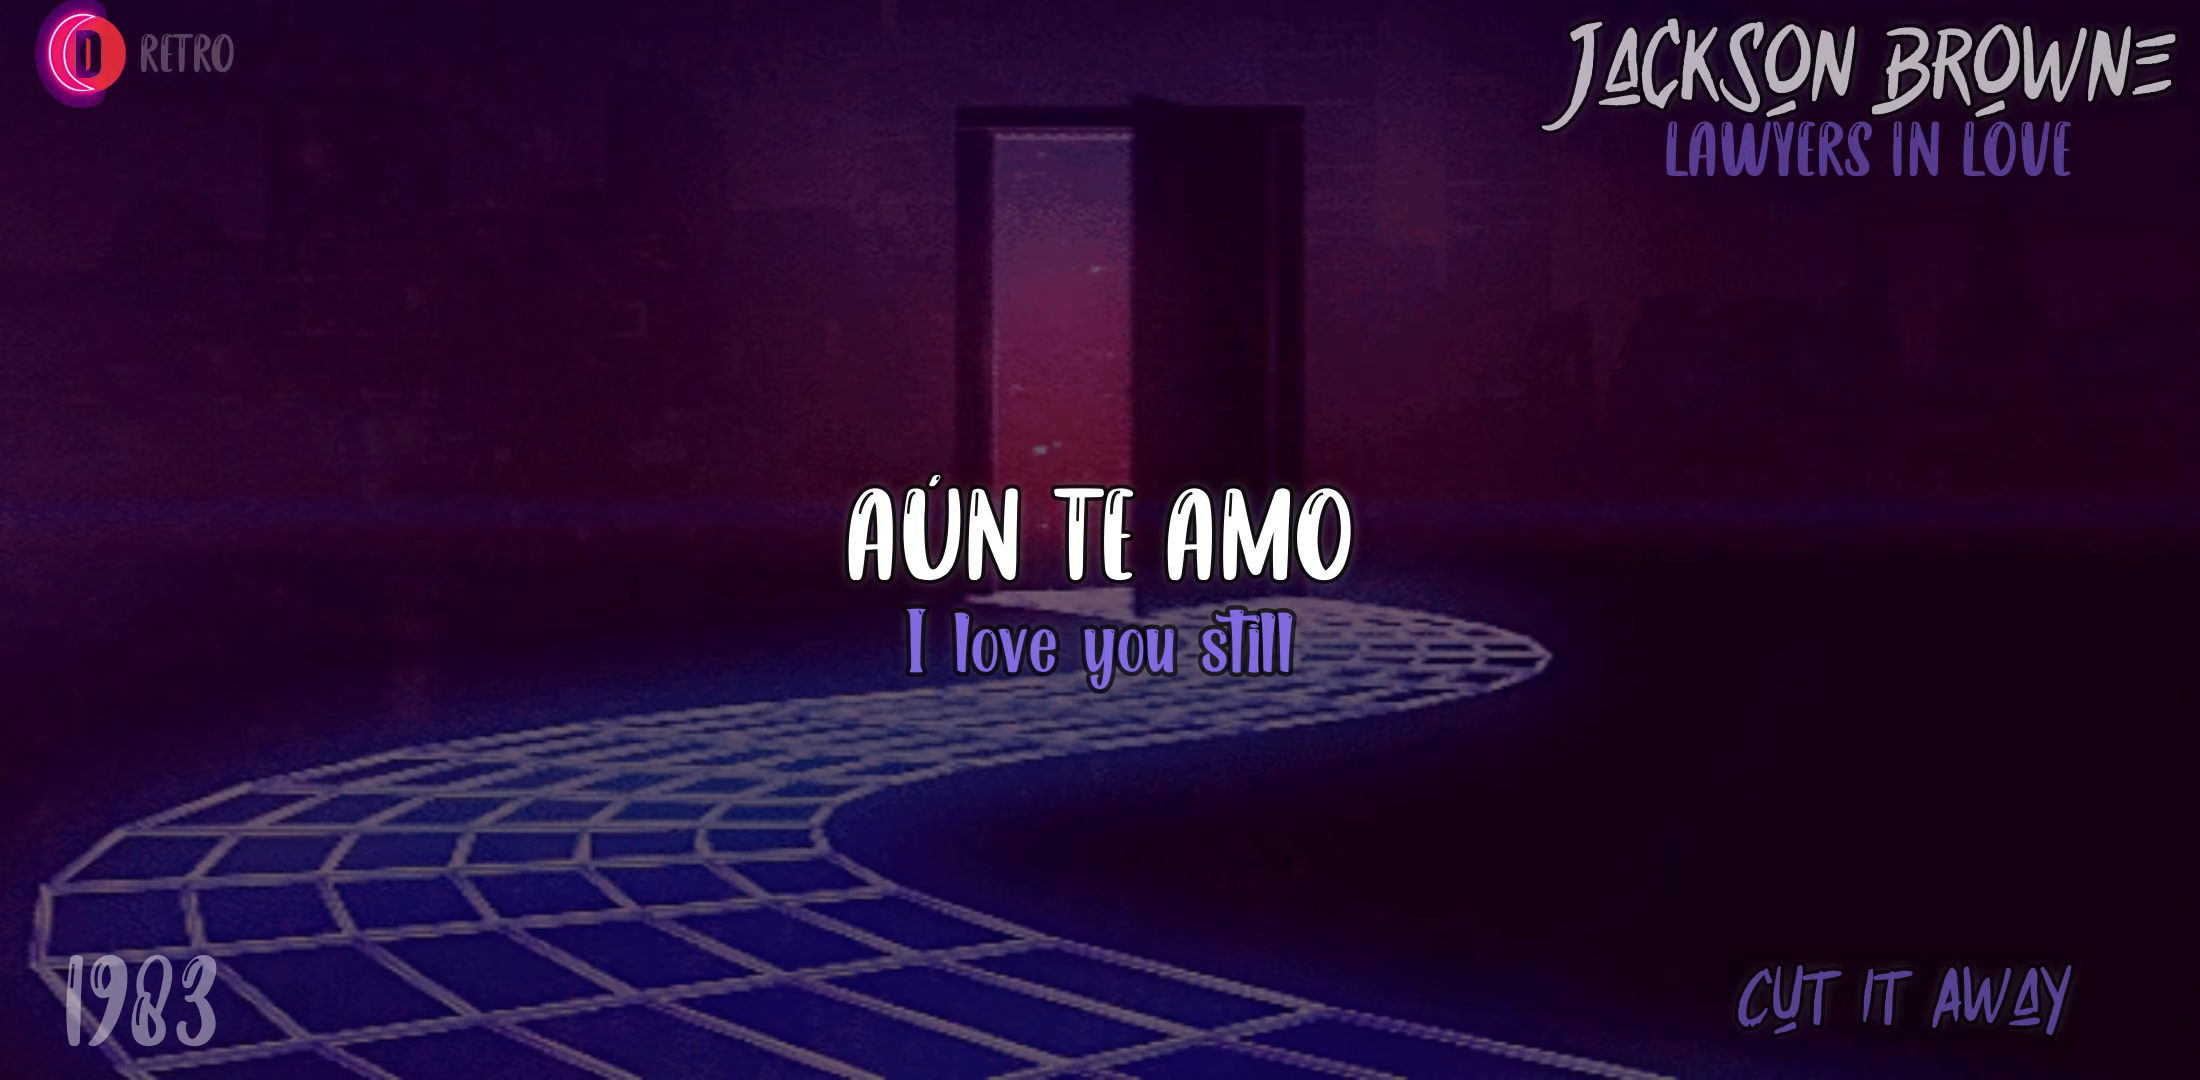 D RETRO
JACKSON BROWNE
LAWYERS IN LOVE
AÚN TE AMO
I love you still
1983
CUT IT AWAY